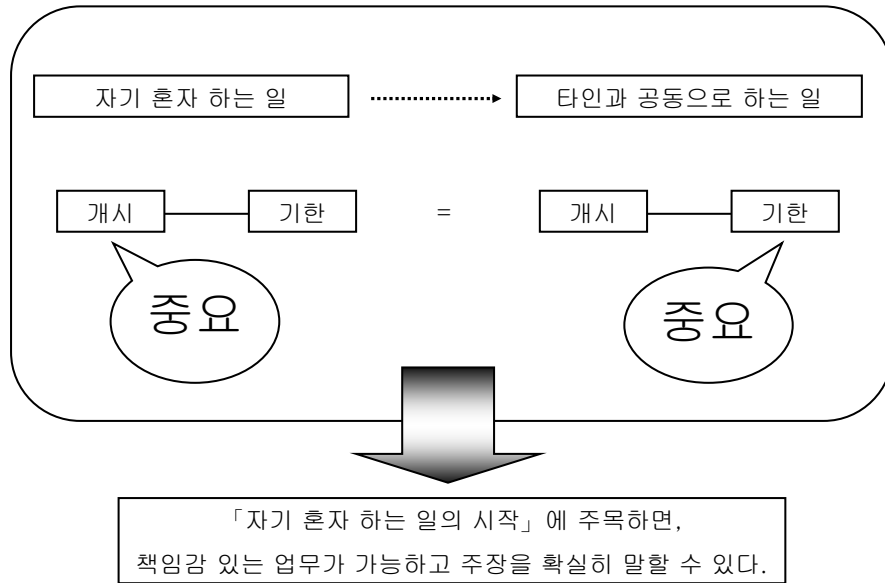 자기 혼자 하는 일
타인과 공동으로 하는 일
개시
기한
=
개시
기한
중요
중요
「자기 혼자 하는 일의 시작」에 주목하면,
책임감 있는 업무가 가능하고 주장을 확실히 말할 수 있다.